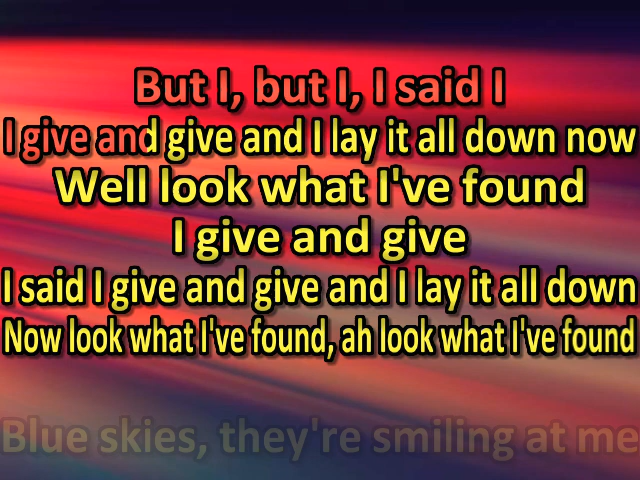 But I, but I, I said I
I give and give and I lay it all down now
Well look what I've found
I give and give
I said I give and give and I lay it all down
Now look what I've found, ah look what I've found
Blue skies, they're smiling at me